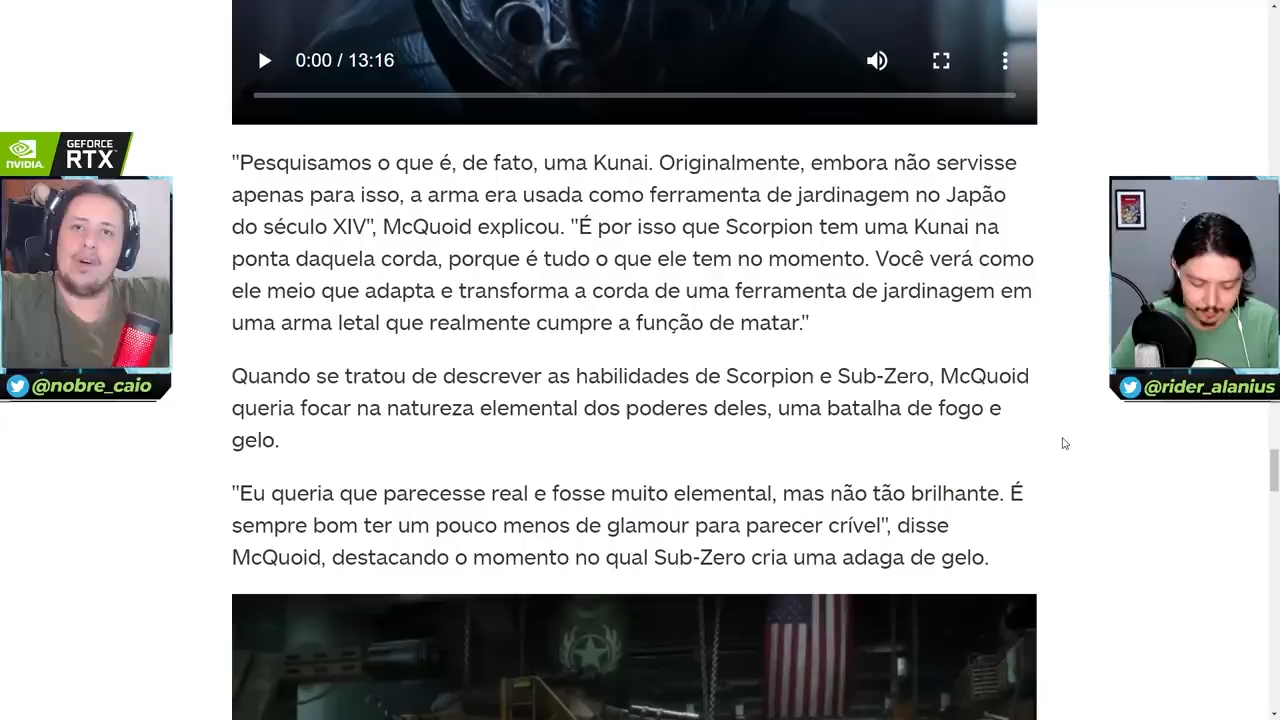 0:00 / 13:16
"Pesquisamos o que é, de fato, uma Kunai. Originalmente, embora não servisse
apenas para isso, a arma era usada como ferramenta de jardinagem no Japão
do século XIV", McQuoid explicou. "É por isso que Scorpion tem uma Kunai na
ponta daquela corda, porque é tudo o que ele tem no momento. Você verá como
ele meio que adapta e transforma a corda de uma ferramenta de jardinagem em
uma arma letal que realmente cumpre a função de matar."
Quando se tratou de descrever as habilidades de Scorpion e Sub-Zero, McQuoid
queria focar na natureza elemental dos poderes deles, uma batalha de fogo e
gelo.
"Eu queria que parecesse real e fosse muito elemental, mas não tão brilhante. É
sempre bom ter um pouco menos de glamour para parecer crível", disse
McQuoid, destacando o momento no qual Sub-Zero cria uma adaga de gelo.
NVIDIA.
GEFORCE
RTX
@nobre_caio
@rider_alanius